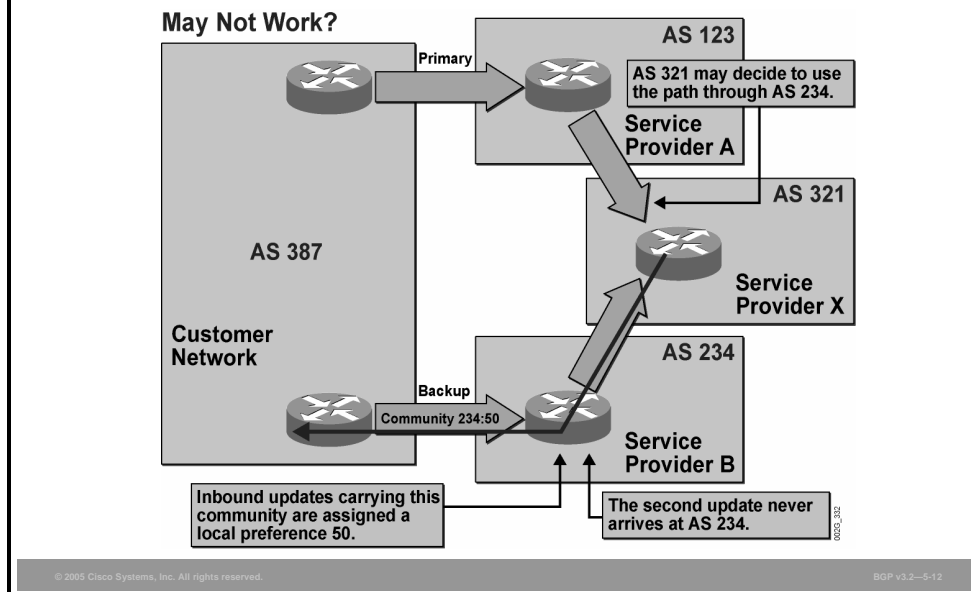 May Not Work?
AS 123
Primary
AS 321 may decide to use
the path through AS 234.
Service
Provider A
AS 321
AS 387
Service
Provider X
Customer
Network
AS 234
Backup
Community 234:50
Service
Provider B
Inbound updates carrying this
community are assigned a
local preference 50.
The second update never
arrives at AS 234.
002G_332
© 2005 Cisco Systems, Inc. All rights reserved.
BGP v3.2—5-12